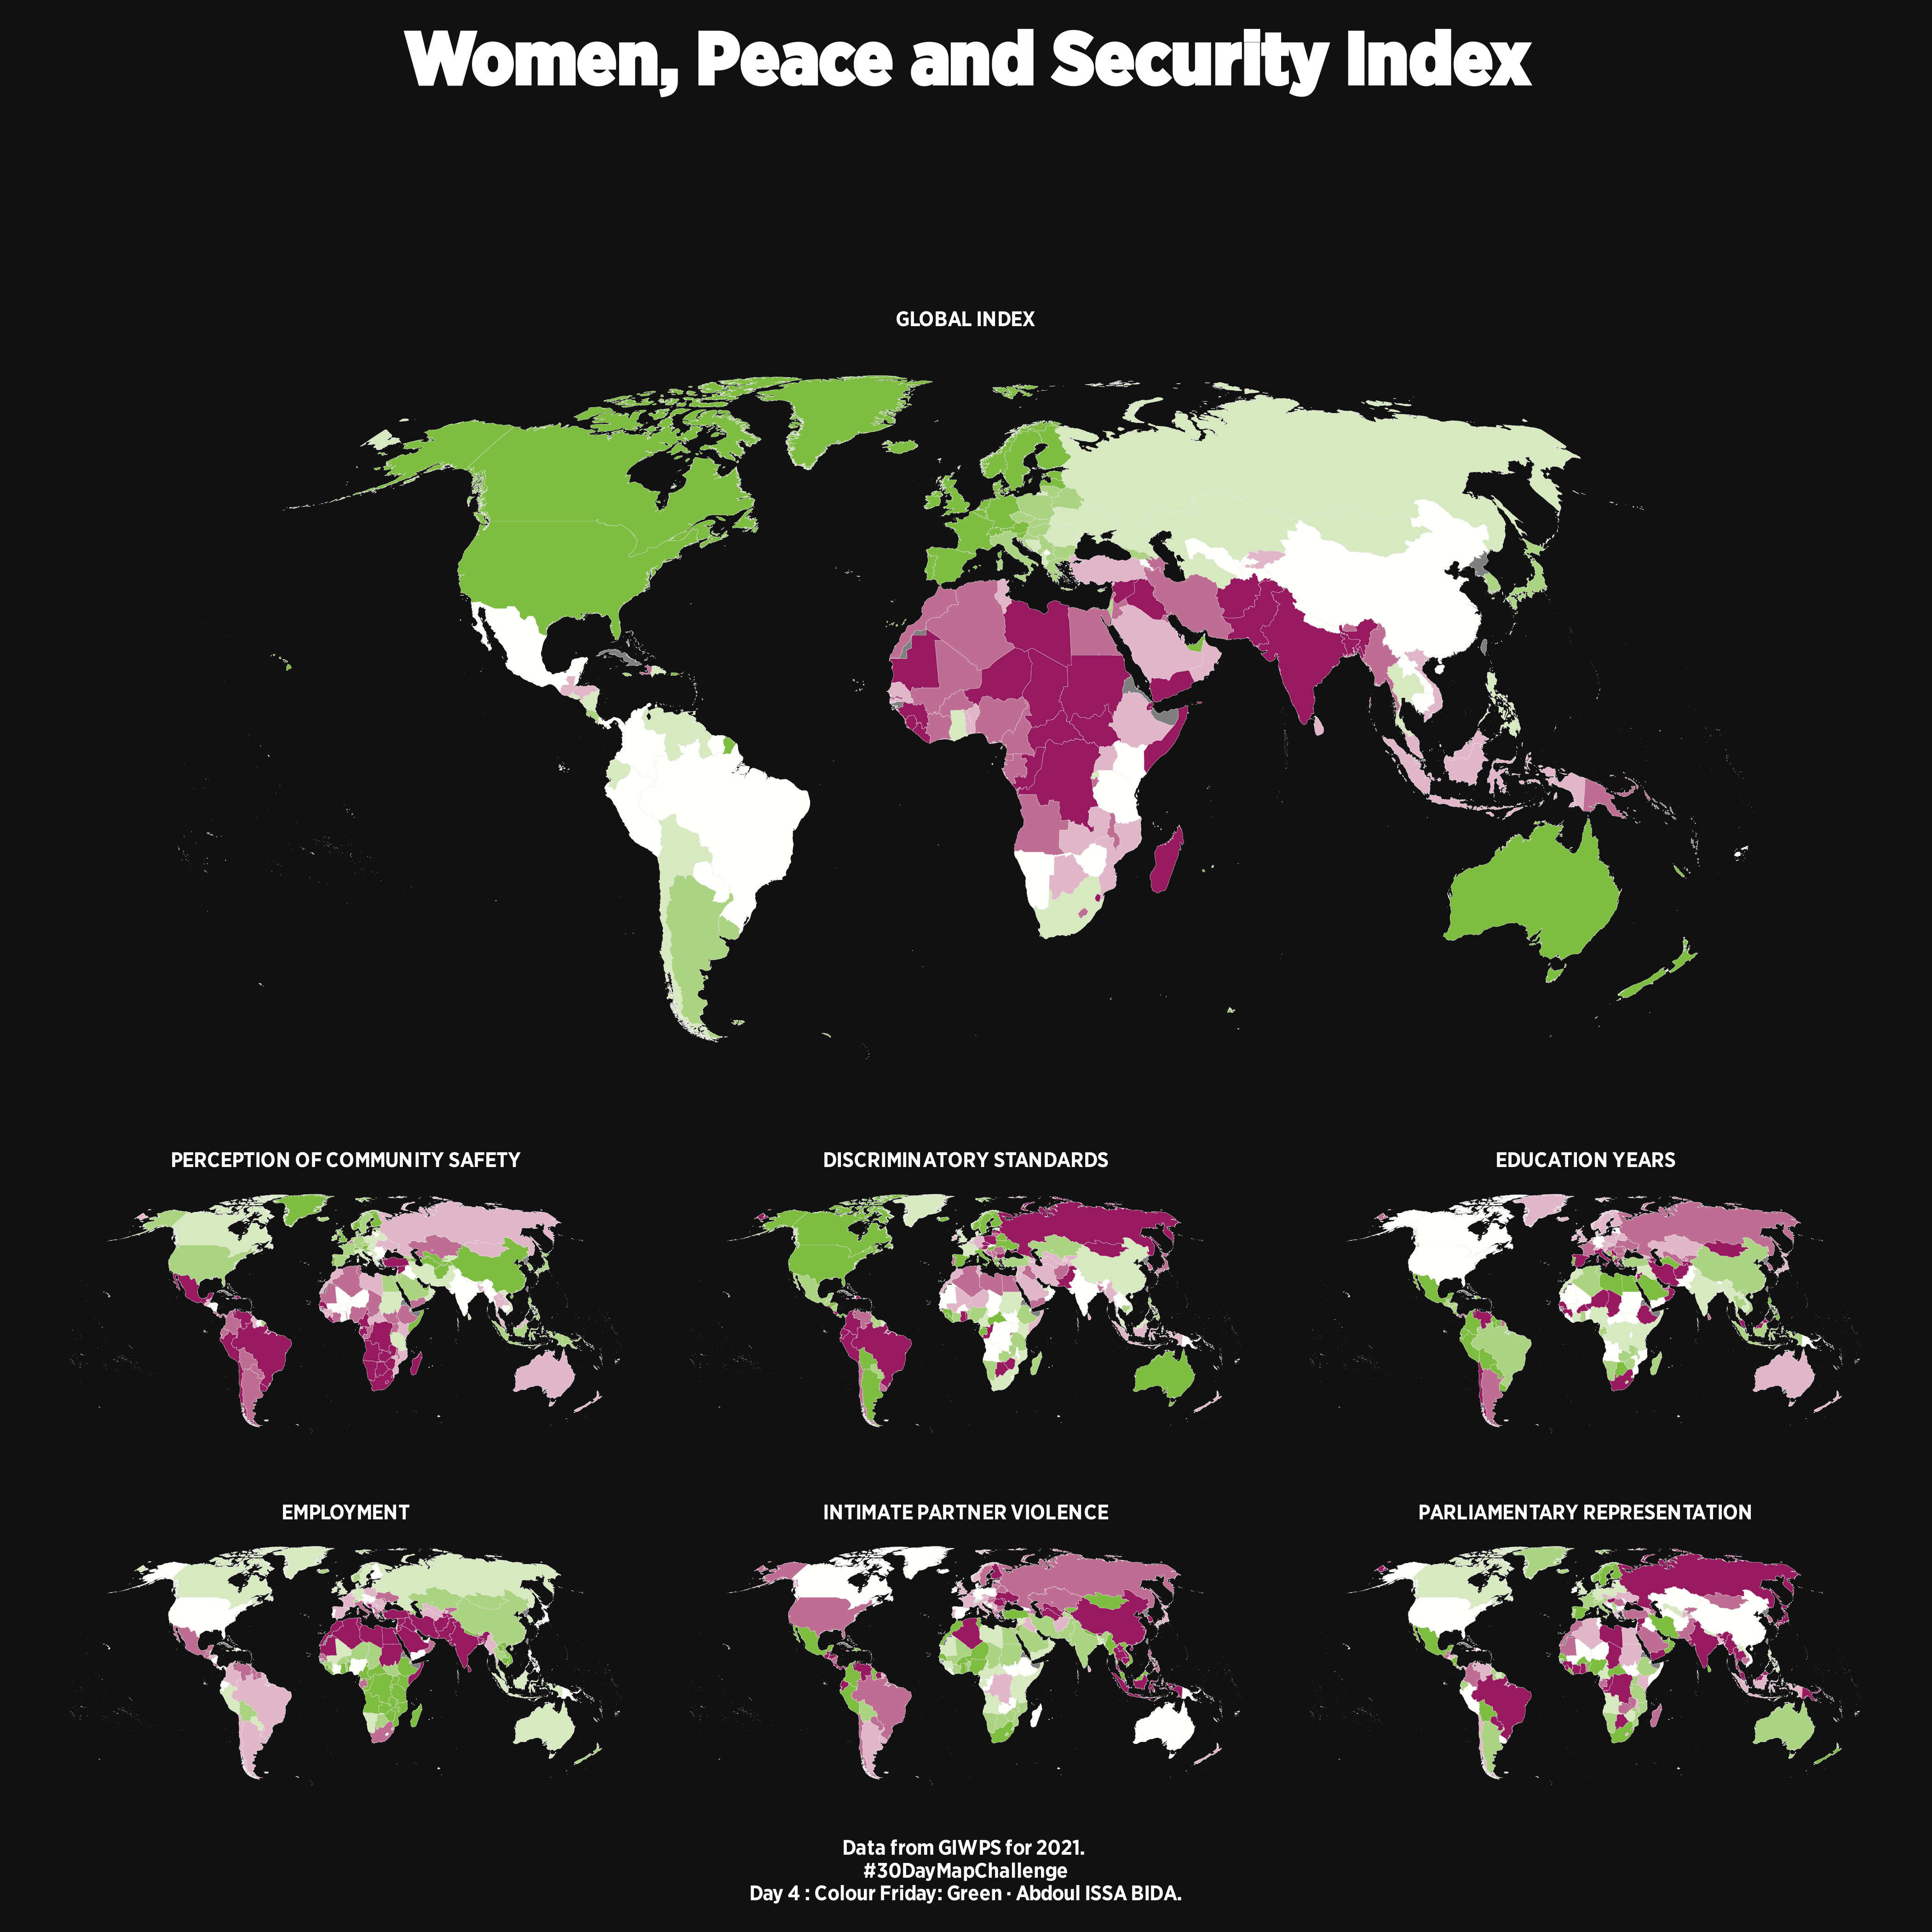 Women, Peace and Security Index
GLOBAL INDEX
PERCEPTION OF COMMUNITY SAFETY
DISCRIMINATORY STANDARDS
EDUCATION YEARS
EMPLOYMENT
INTIMATE PARTNER VIOLENCE
PARLIAMENTARY REPRESENTATION
Data from GIWPS for 2021.
#30DayMapChallenge
Day 4 : Colour Friday: Green · Abdoul ISSA BIDA.